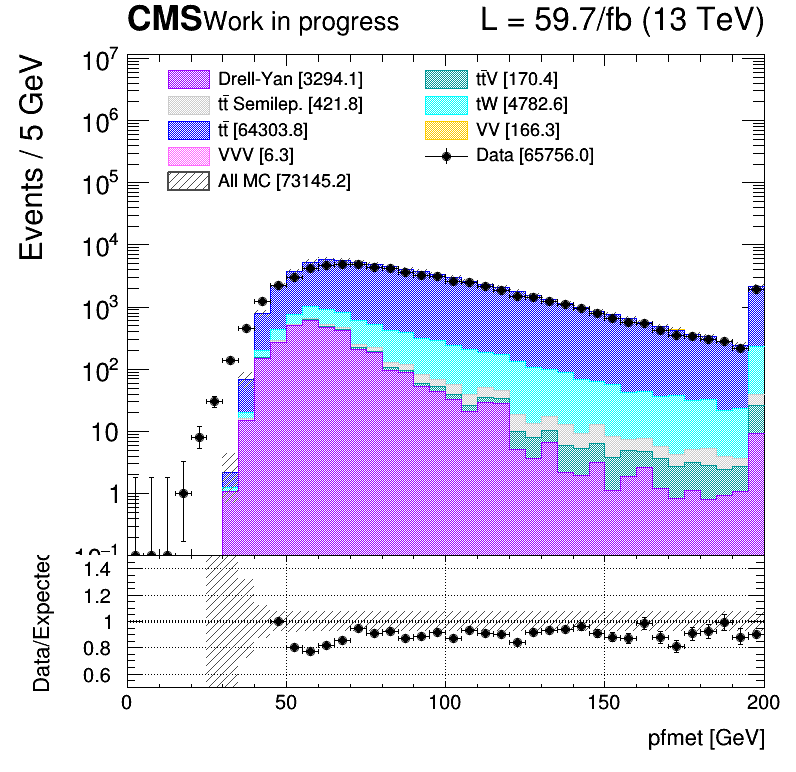 CMS Work in progress L = 59.7/fb (13 TeV)
Events / 5 GeV
10⁷
10⁶
10⁵
10⁴
10³
10²
10
1
10⁻¹
Drell-Yan [3294.1]
tt̄ Semilep. [421.8]
tt̄ [64303.8]
VVV [6.3]
All MC [73145.2]
tt̄V [170.4]
tW [4782.6]
VV [166.3]
Data [65756.0]
Data/Expected
1.4
1.2
1
0.8
0.6
0 50 100 150 200
pfmet [GeV]